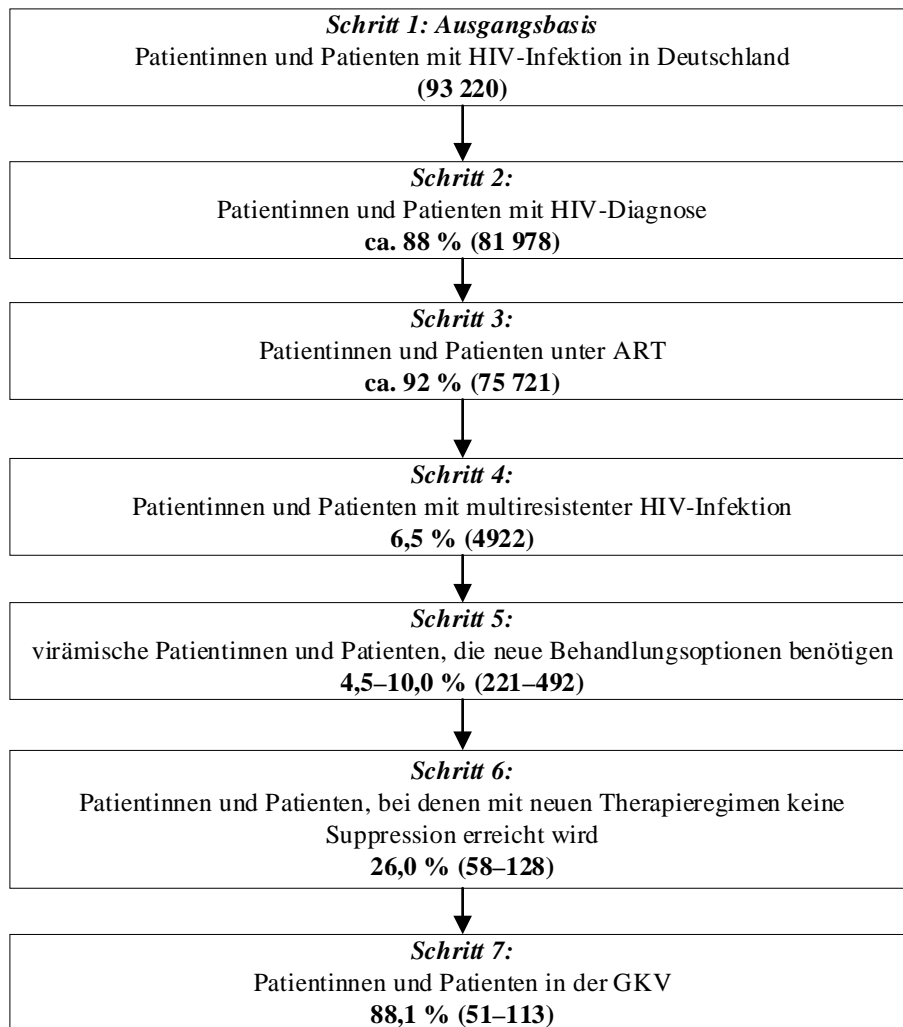 Schritt 1: Ausgangsbasis
Patientinnen und Patienten mit HIV-Infektion in Deutschland
(93 220)
Schritt 2:
Patientinnen und Patienten mit HIV-Diagnose
ca. 88 % (81 978)
Schritt 3:
Patientinnen und Patienten unter ART
ca. 92 % (75 721)
Schritt 4:
Patientinnen und Patienten mit multiresistenter HIV-Infektion
6,5 % (4922)
Schritt 5:
virämische Patientinnen und Patienten, die neue Behandlungsoptionen benötigen
4,5–10,0 % (221–492)
Schritt 6:
Patientinnen und Patienten, bei denen mit neuen Therapieregimen keine
Suppression erreicht wird
26,0 % (58–128)
Schritt 7:
Patientinnen und Patienten in der GKV
88,1 % (51–113)